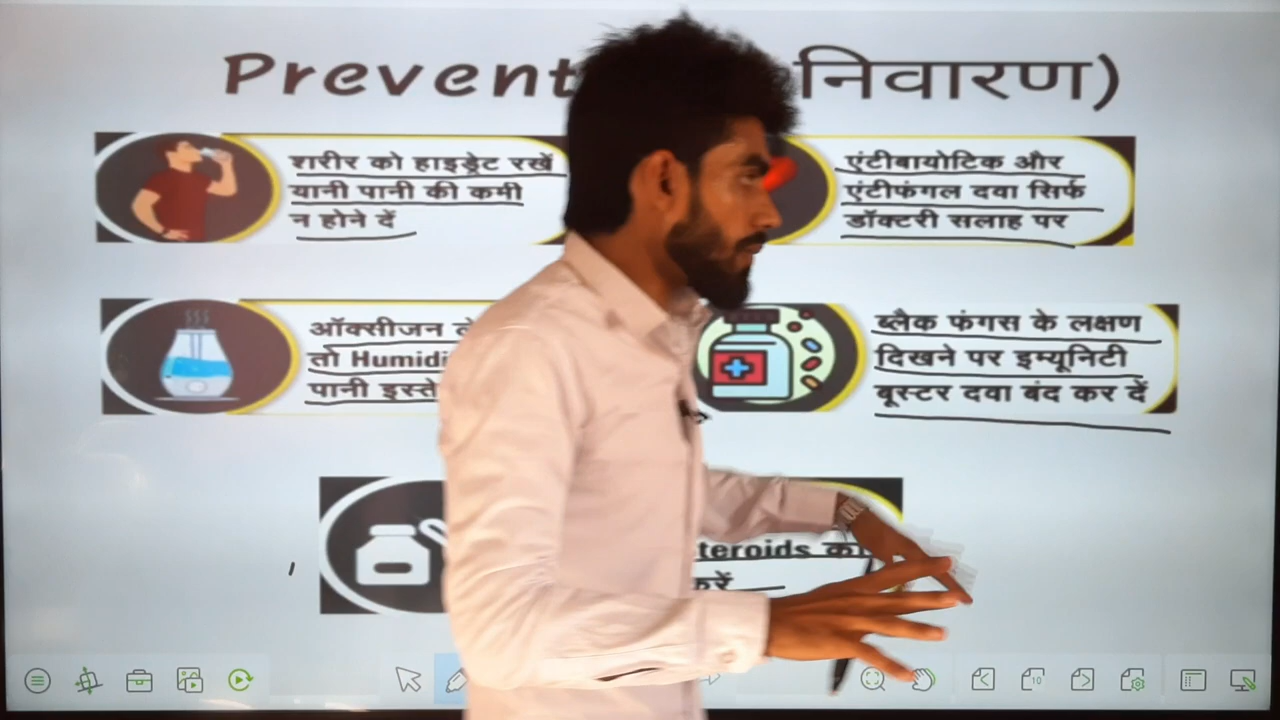 Prevent निवारण)
शरीर को हाइड्रेट रखें
यानी पानी की कमी
न होने दें
एंटीबायोटिक और
एंटीफंगल दवा सिर्फ
डॉक्टरी सलाह पर
ऑक्सीजन
तो Humidi
पानी इस्ते
ब्लैक फंगस के लक्षण
दिखने पर इम्यूनिटी
बूस्टर दवा बंद कर दें
teroids का
करें
10